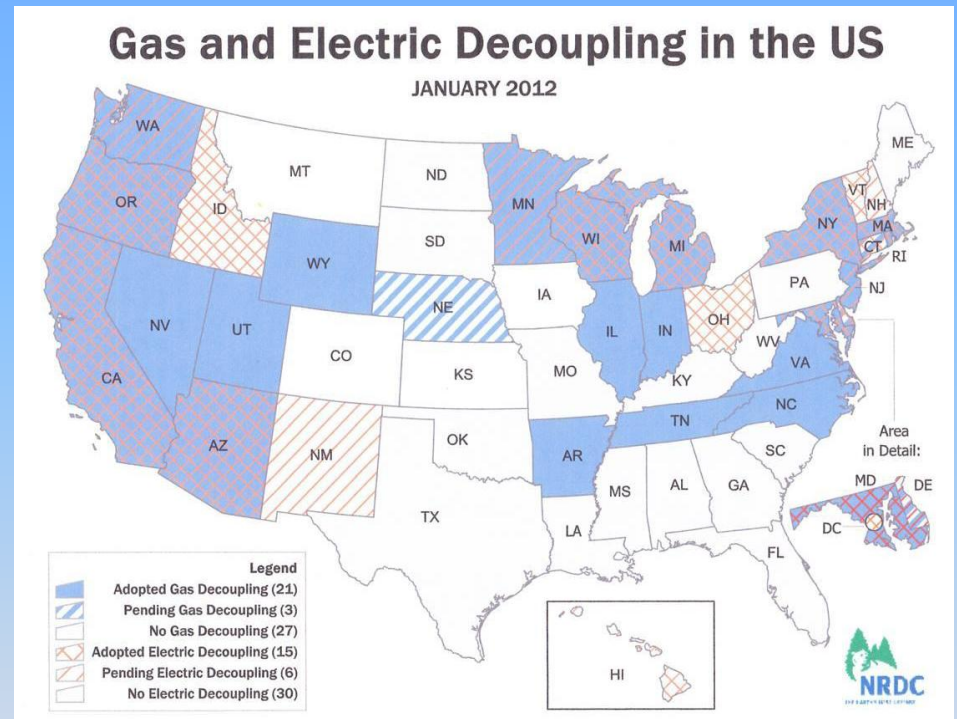 Gas and Electric Decoupling in the US
JANUARY 2012
WA
MT
ND
ME
OR
ID
MN
VT
NH
SD
WI
MI
NY
MA
CT
RI
WY
IA
PA
NJ
NE
NV
UT
IL
IN
OH
CO
WV
VA
CA
KS
MO
KY
NC
TN
AZ
NM
OK
AR
SC
Area
in Detail:
MS
AL
GA
MD
DE
TX
LA
DC
FL
Legend
Adopted Gas Decoupling (21)
Pending Gas Decoupling (3)
No Gas Decoupling (27)
Adopted Electric Decoupling (15)
Pending Electric Decoupling (6)
No Electric Decoupling (30)
HI
NRDC